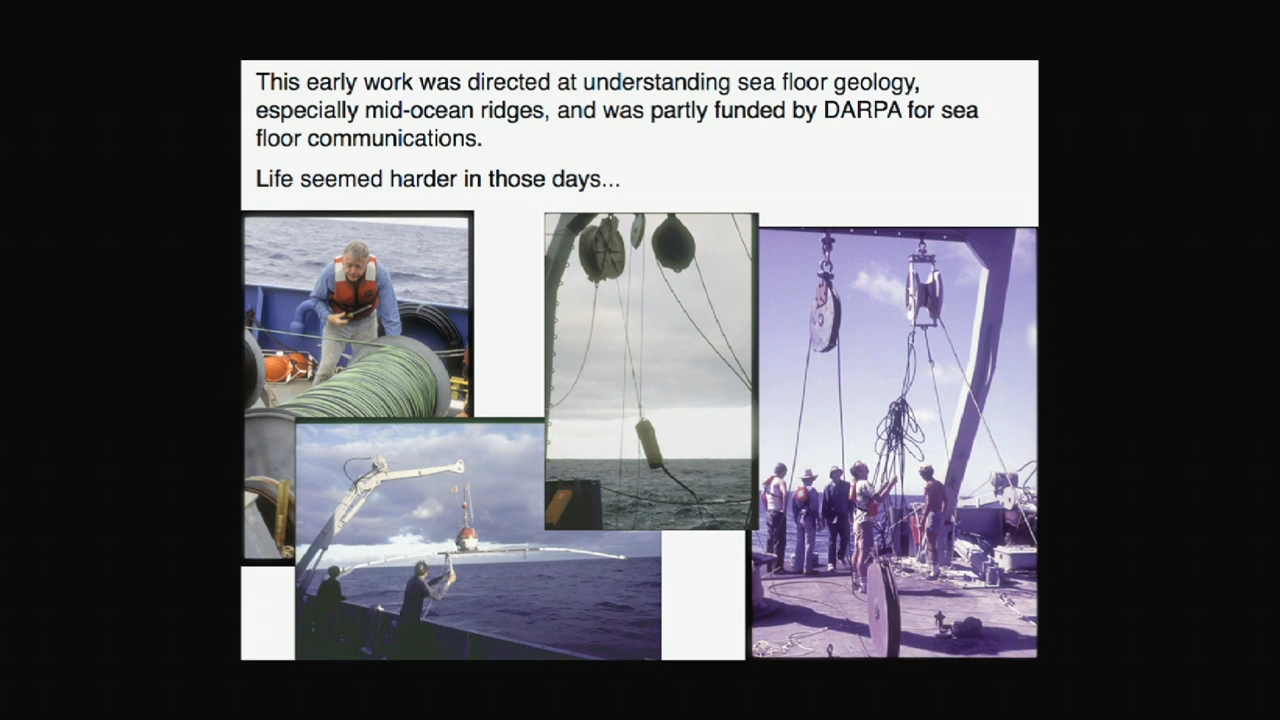 This early work was directed at understanding sea floor geology,
especially mid-ocean ridges, and was partly funded by DARPA for sea
floor communications.
Life seemed harder in those days...